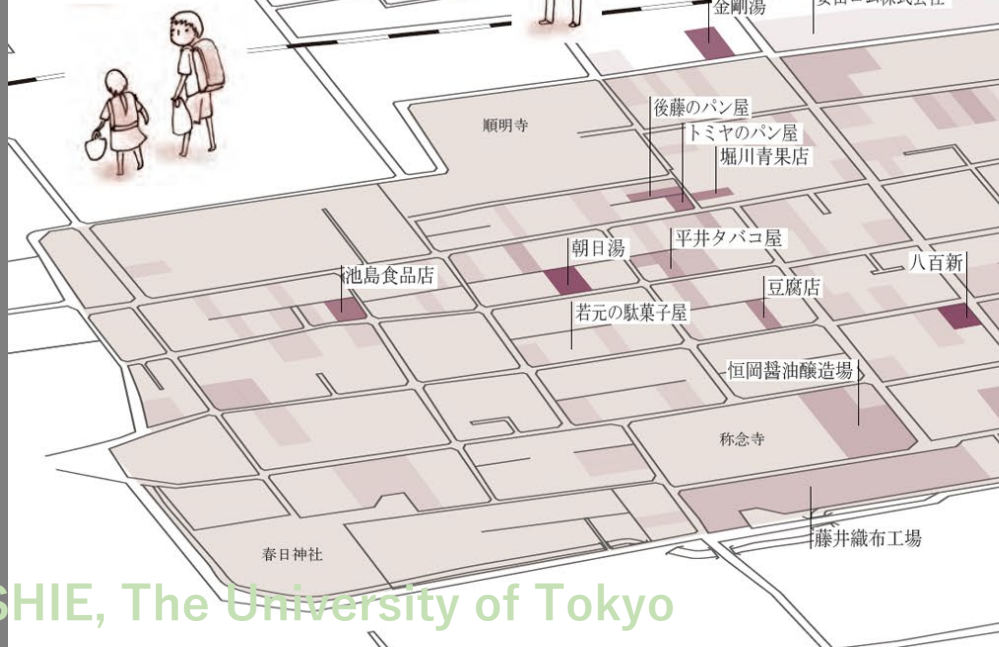 金剛湯
後藤のパン屋
トミヤのパン屋
堀川青果店
順明寺
平井タバコ屋
朝日湯
八百新
池島食品店
豆腐店
若元の駄菓子屋
恒岡醤油醸造場
称念寺
藤井織布工場
春日神社
SHIE, The University of Tokyo